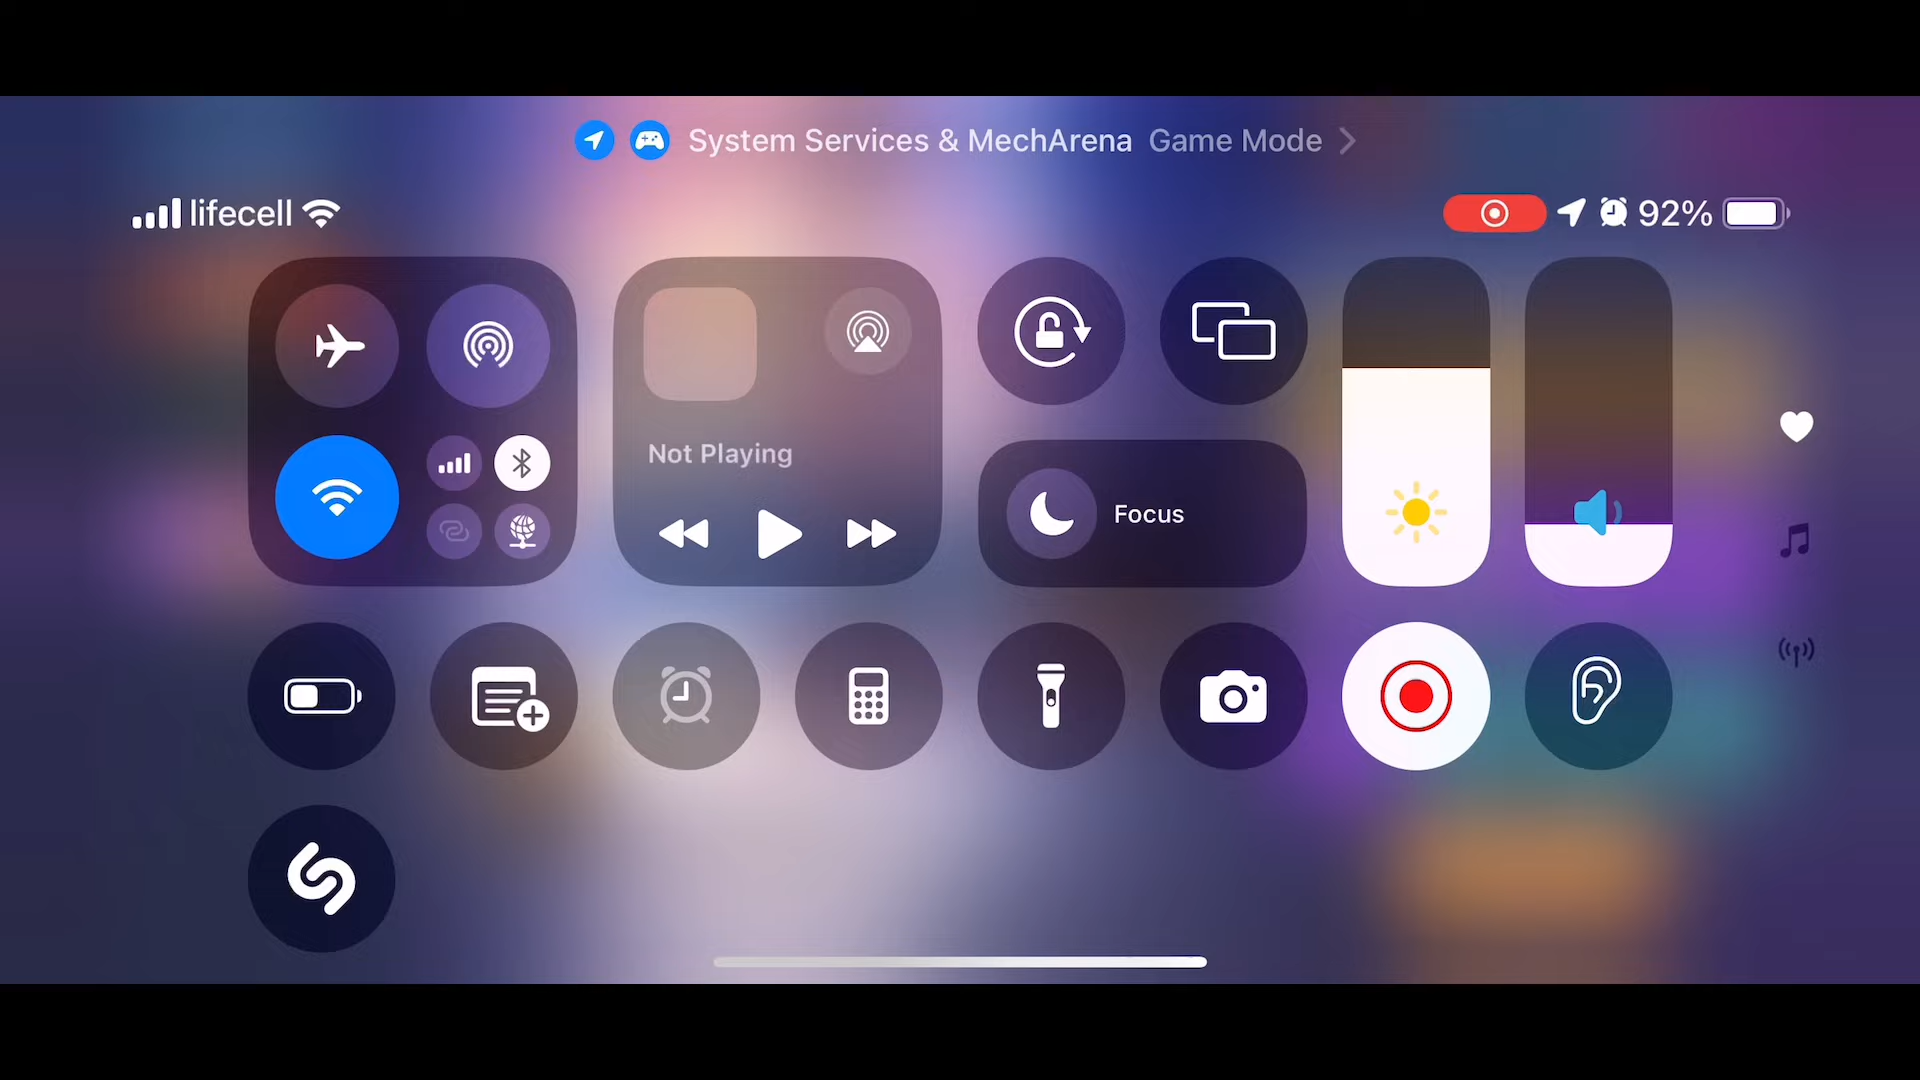 System Services & MechArena Game Mode
lifecell 92%
Not Playing
Focus